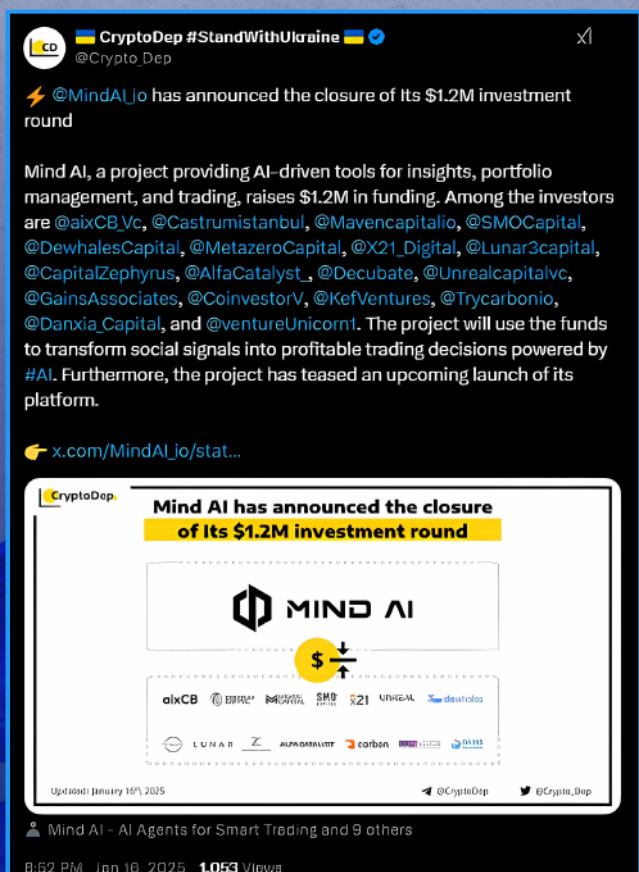 CD
CryptoDep #StandWithUkraine
@Crypto_Dep
@MindAI_io has announced the closure of Its $1.2M investment
round
Mind AI, a project providing AI-driven tools for insights, portfolio
management, and trading, raises $1.2M in funding. Among the investors
are @aixCB_Vc, @Castrumistanbul, @Mavencapitalio, @SMOCapital,
@DewhalesCapital, @MetazeroCapital, @X21_Digital, @Lunar3capital,
@CapitalZephyrus, @AlfaCatalyst_, @Decubate, @Unrealcapitalvc,
@GainsAssociates, @CoinvestorV, @KefVentures, @Trycarbonio,
@Danxia_Capital, and @ventureUnicorn1. The project will use the funds
to transform social signals into profitable trading decisions powered by
#AI. Furthermore, the project has teased an upcoming launch of its
platform.
x.com/MindAI_io/stat...
CryptoDep
Mind AI has announced the closure
of Its $1.2M investment round
MIND AI
$
aixCB SMO X21 UNREAL dewhales
LUNAR ALFA CATALYST carbon
Updated: January 16th, 2025 @CryptoDep @Crypto_Dep
Mind AI - AI Agents for Smart Trading and 9 others
PM Jan 16, 2025 1,053 Views